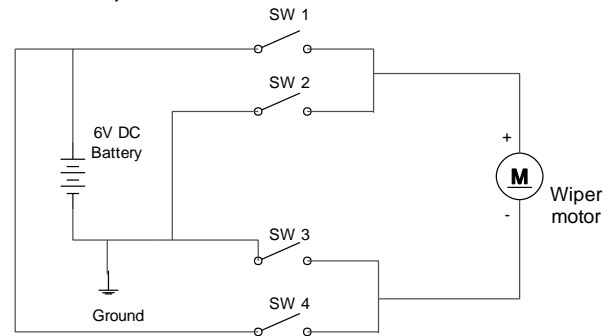 SW 1
SW 2
6V DC
Battery
+
M
Wiper
motor
-
SW 3
Ground
SW 4